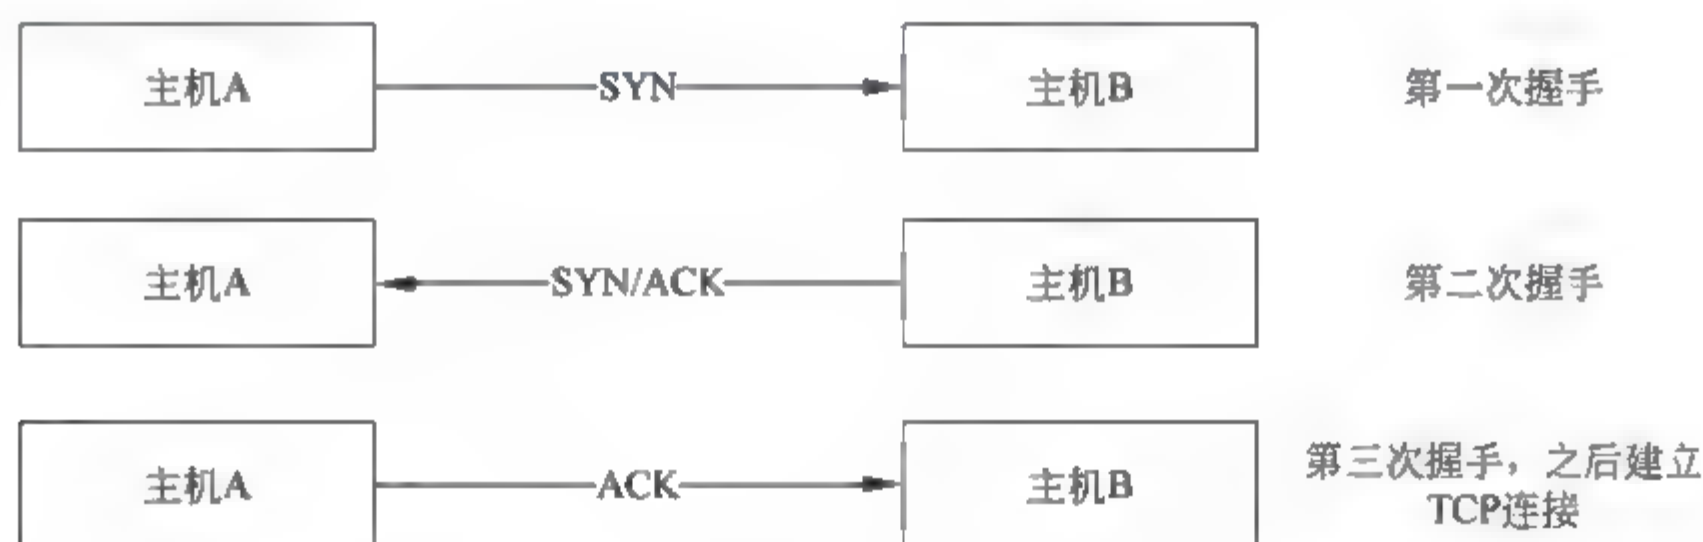 主机A SYN 主机B 第一次握手
主机A SYN/ACK 主机B 第二次握手
主机A ACK 主机B 第三次握手，之后建立
TCP连接